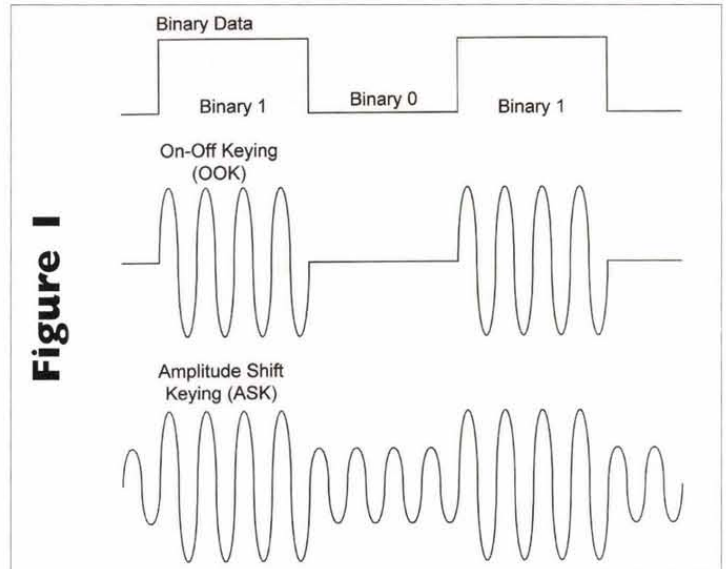 Figure 1
Binary Data
Binary 1
Binary 0
Binary 1
On-Off Keying
(OOK)
Amplitude Shift
Keying (ASK)